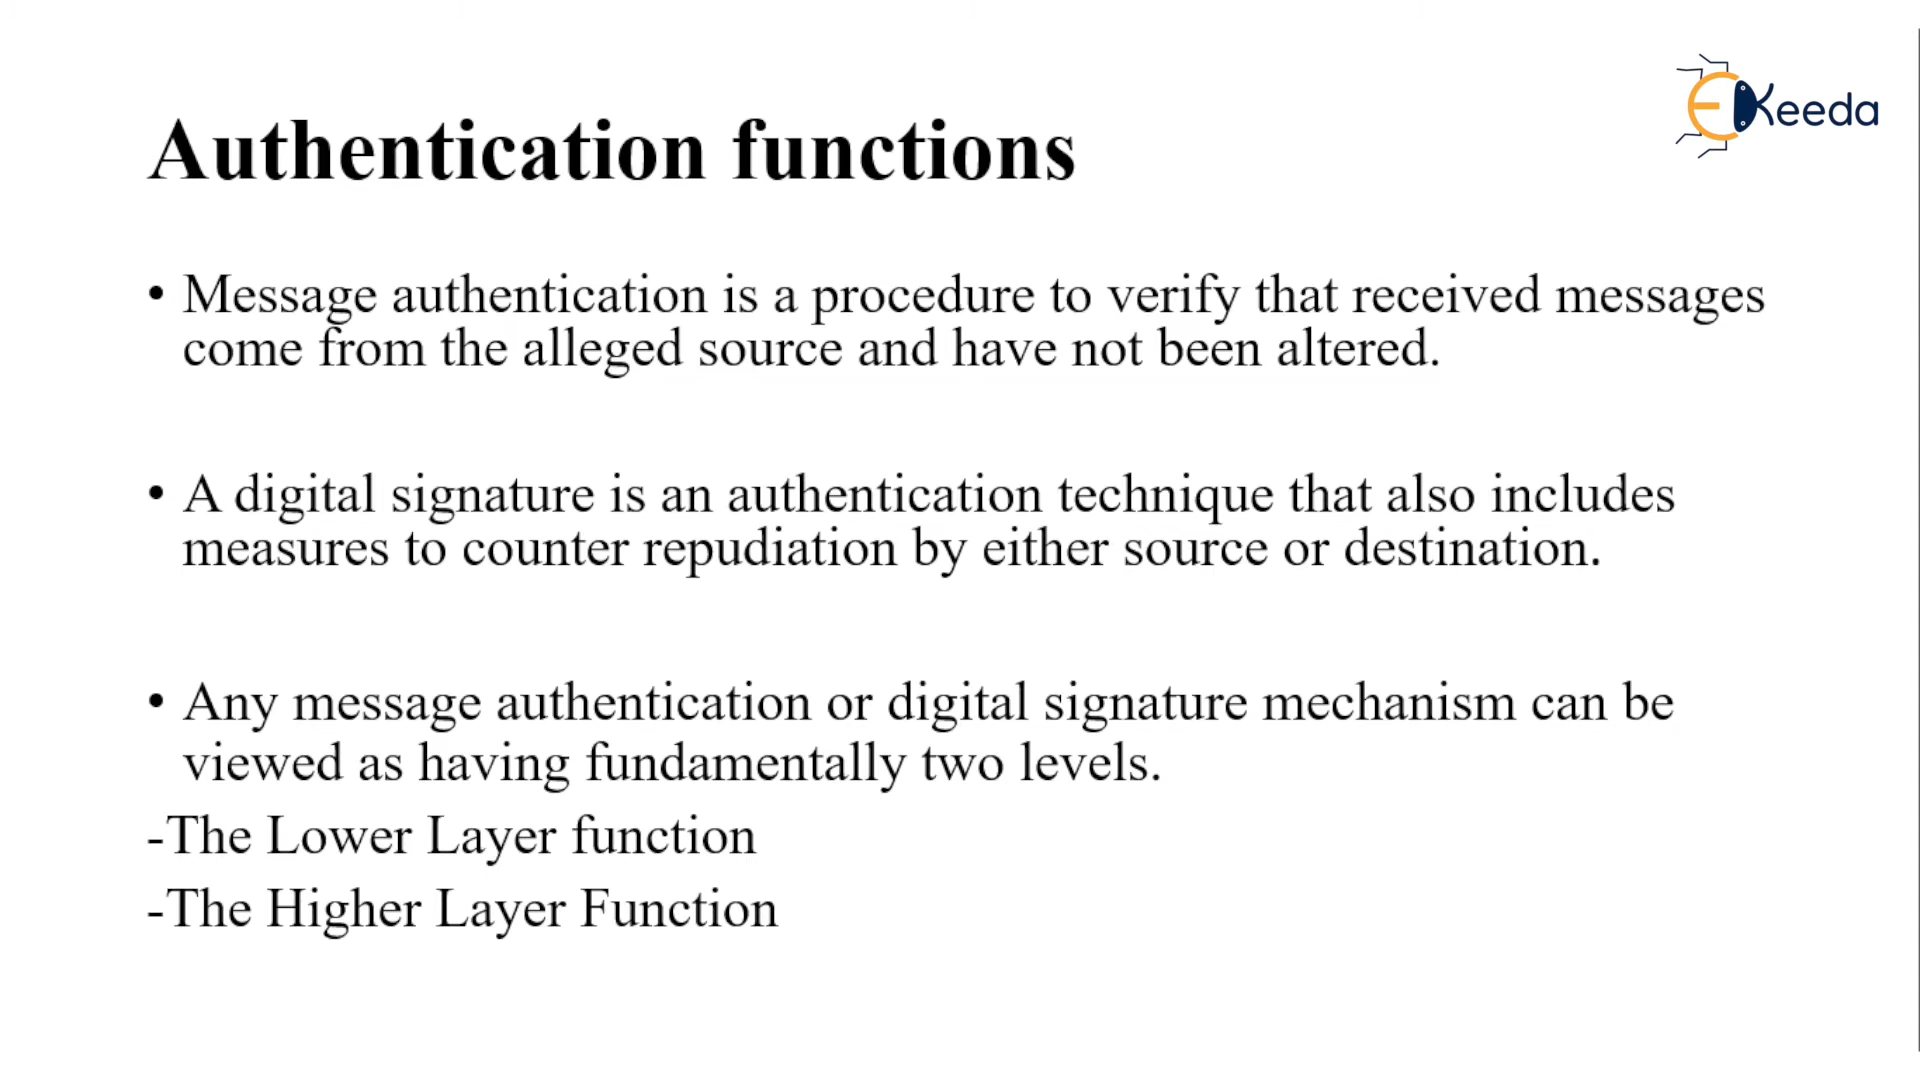 EKeeda
Authentication functions
• Message authentication is a procedure to verify that received messages
come from the alleged source and have not been altered.
• A digital signature is an authentication technique that also includes
measures to counter repudiation by either source or destination.
• Any message authentication or digital signature mechanism can be
viewed as having fundamentally two levels.
-The Lower Layer function
-The Higher Layer Function